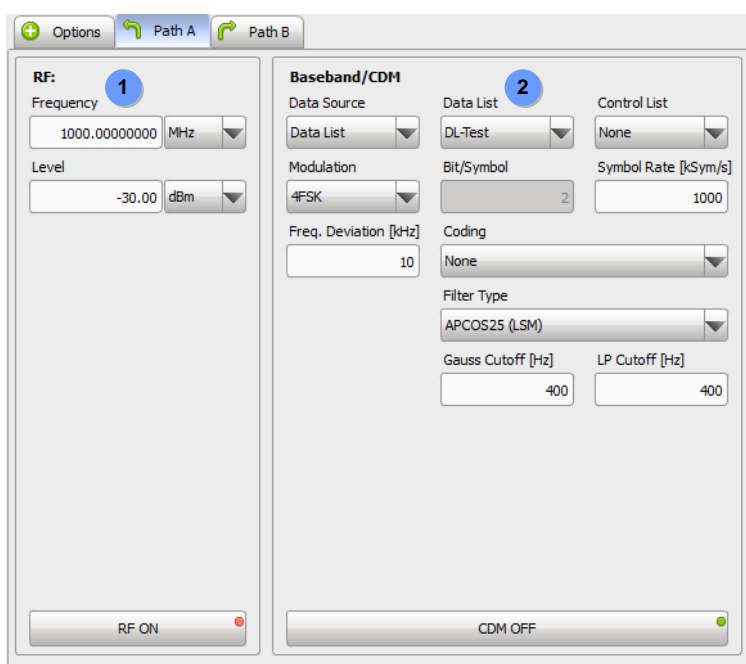 Options Path A Path B
RF:
1
Frequency
1000.00000000 MHz
Level
-30.00 dBm
RF ON
Baseband/CDM
2
Data Source Data List Control List
Data List DL-Test None
Modulation Bit/Symbol Symbol Rate [kSym/s]
4FSK 2 1000
Freq. Deviation [kHz] Coding
10 None
Filter Type
APCOS25 (LSM)
Gauss Cutoff [Hz] LP Cutoff [Hz]
400 400
CDM OFF